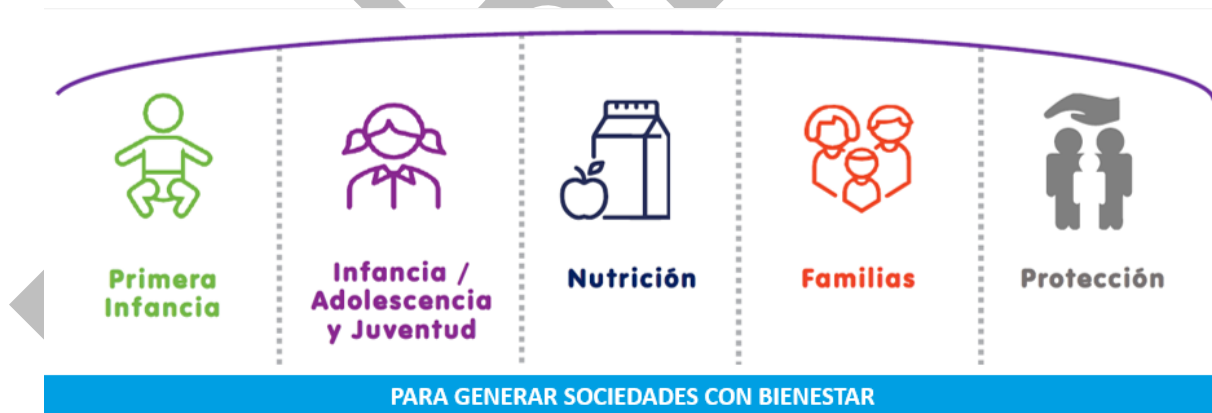 Primera
Infancia
Infancia /
Adolescencia
y Juventud
Nutrición
Familias
Protección
PARA GENERAR SOCIEDADES CON BIENESTAR